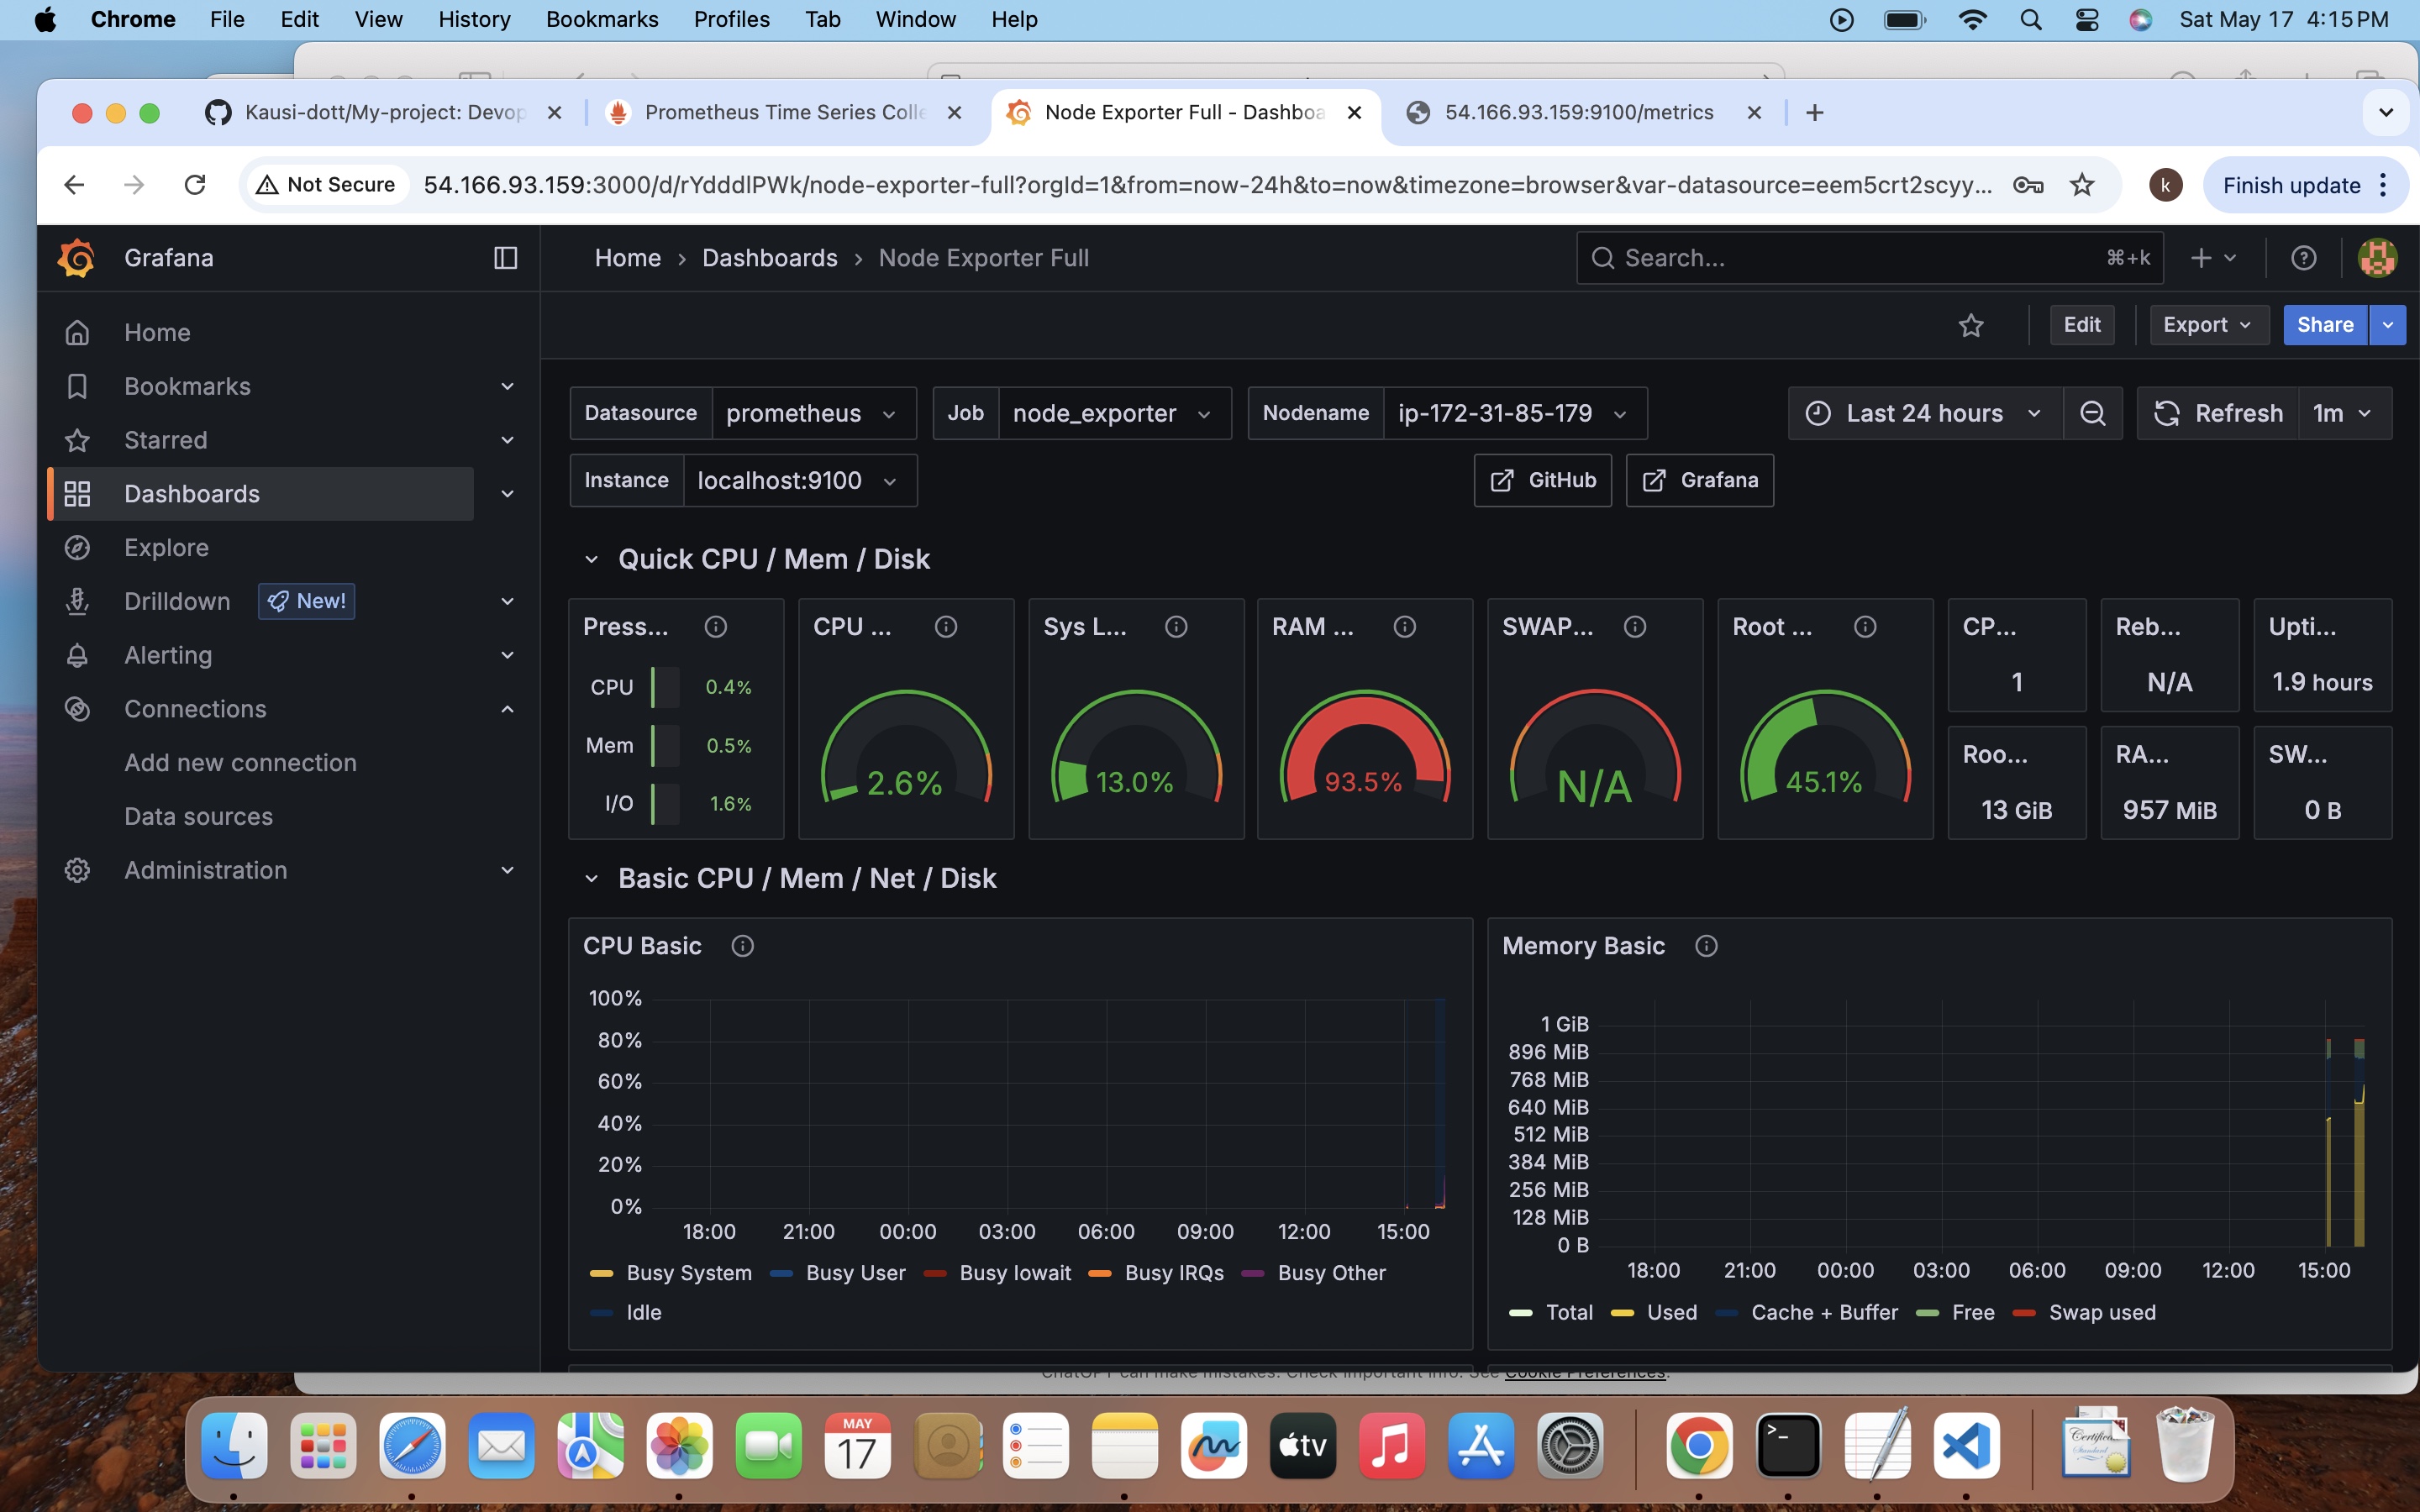 Chrome File Edit View History Bookmarks Profiles Tab Window Help Sat May 17 4:15 PM
Kausi-dott/My-project: Devop Prometheus Time Series Colle Node Exporter Full - Dashboa 54.166.93.159:9100/metrics
Not Secure 54.166.93.159:3000/d/rYdddlPWk/node-exporter-full?orgId=1&from=now-24h&to=now&timezone=browser&var-datasource=eem5crt2scyy... k Finish update
Grafana Home › Dashboards › Node Exporter Full Search... ⌘+k
Edit Export Share
Home
Bookmarks
Starred
Dashboards
Explore
Drilldown New!
Alerting
Connections
Add new connection
Data sources
Administration
Datasource prometheus Job node_exporter Nodename ip-172-31-85-179 Last 24 hours Refresh 1m
Instance localhost:9100 GitHub Grafana
Quick CPU / Mem / Disk
Press...
CPU 0.4%
Mem 0.5%
I/O 1.6%
CPU ...
2.6%
Sys L...
13.0%
RAM ...
93.5%
SWAP...
N/A
Root ...
45.1%
CP...
1
Reb...
N/A
Upti...
1.9 hours
Roo...
13 GiB
RA...
957 MiB
SW...
0 B
Basic CPU / Mem / Net / Disk
CPU Basic
100%
80%
60%
40%
20%
0%
18:00 21:00 00:00 03:00 06:00 09:00 12:00 15:00
Busy System Busy User Busy Iowait Busy IRQs Busy Other
Idle
Memory Basic
1 GiB
896 MiB
768 MiB
640 MiB
512 MiB
384 MiB
256 MiB
128 MiB
0 B
18:00 21:00 00:00 03:00 06:00 09:00 12:00 15:00
Total Used Cache + Buffer Free Swap used
ChatGPT can make mistakes. Check important info. See Cookie Preferences.
MAY
17
tv